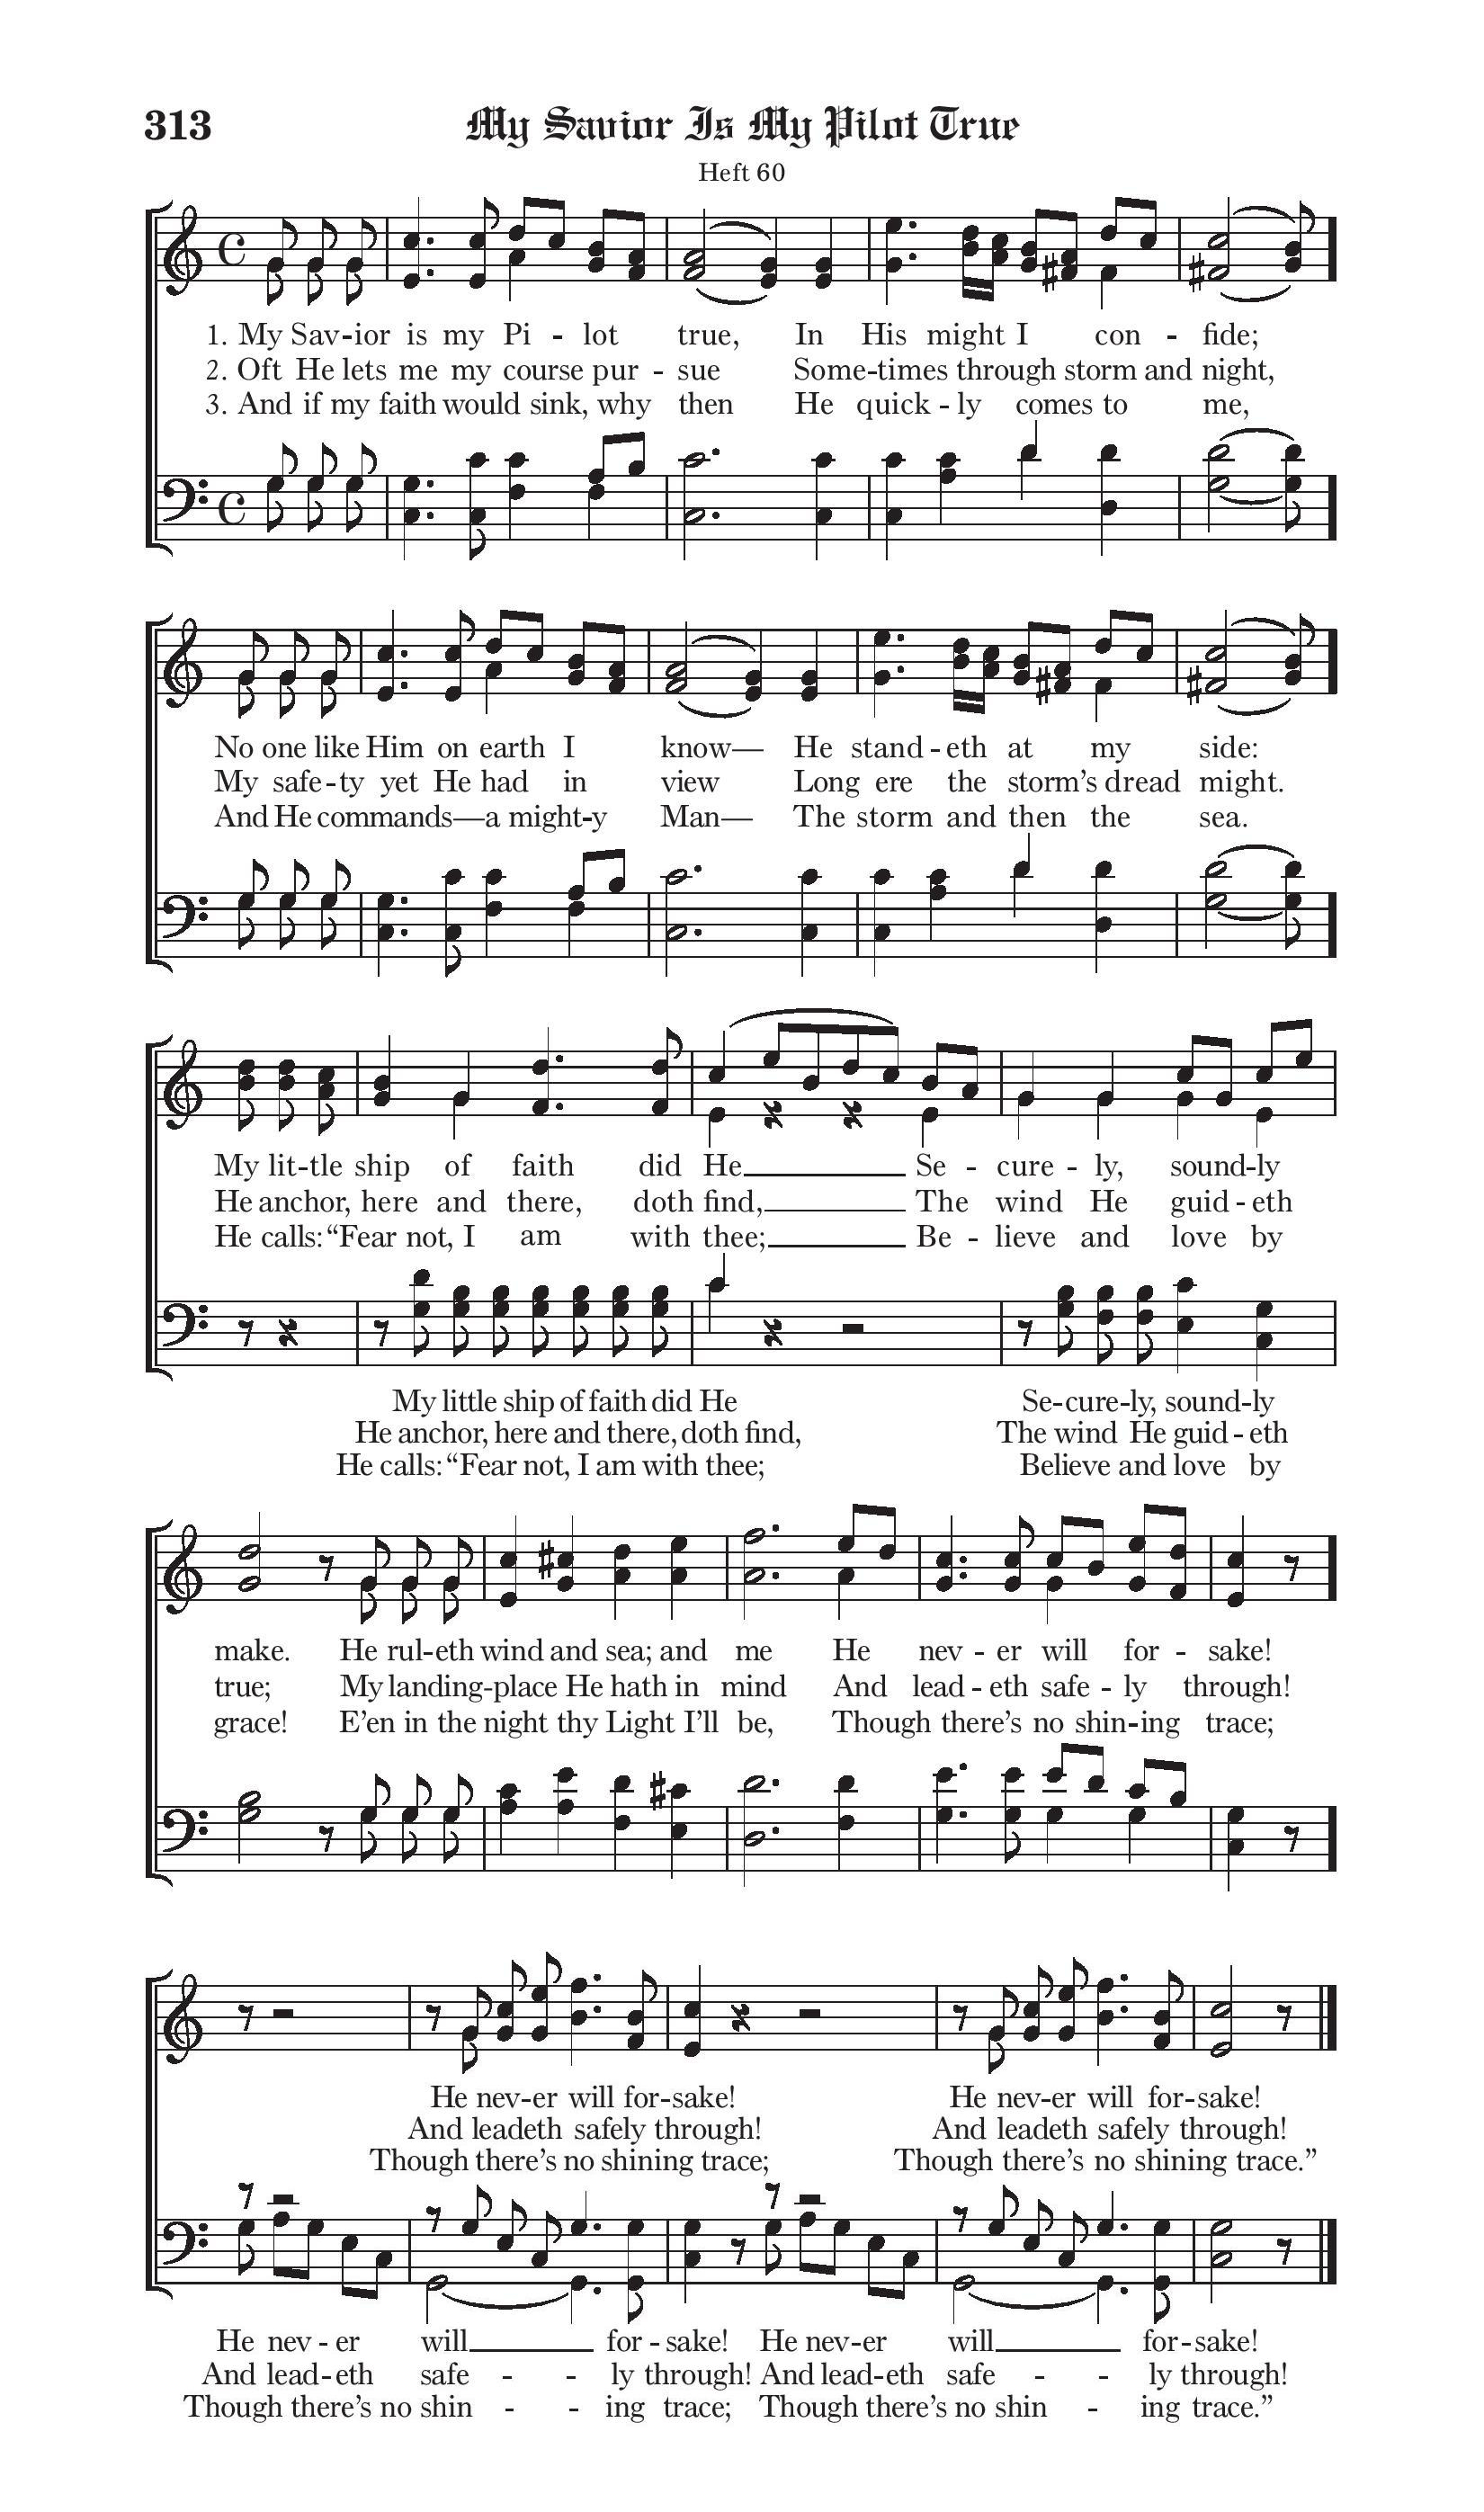 313 My Savior Is My Pilot True
Heft 60
1. My Sav-ior is my Pi - lot true, In His might I con - fide;
2. Oft He lets me my course pur - sue Some-times through storm and night,
3. And if my faith would sink, why then He quick - ly comes to me,
No one like Him on earth I know— He stand - eth at my side:
My safe-ty yet He had in view Long ere the storm's dread might.
And He commands—a might-y Man— The storm and then the sea.
My lit-tle ship of faith did He Se - cure - ly, sound-ly
He anchor, here and there, doth find, The wind He guid - eth
He calls: “Fear not, I am with thee; Be - lieve and love by
My little ship of faith did He Se-cure-ly, sound-ly
He anchor, here and there, doth find, The wind He guid - eth
He calls: “Fear not, I am with thee; Believe and love by
make. He rul-eth wind and sea; and me He nev - er will for - sake!
true; My landing-place He hath in mind And lead - eth safe - ly through!
grace! E’en in the night thy Light I’ll be, Though there’s no shin-ing trace;
He nev-er will for-sake! He nev-er will for-sake!
And leadeth safely through! And leadeth safely through!
Though there’s no shining trace; Though there’s no shining trace.”
He nev - er will for - sake! He nev-er will for-sake!
And lead-eth safe - - ly through! And lead-eth safe - - ly through!
Though there’s no shin - - ing trace; Though there’s no shin - ing trace.”